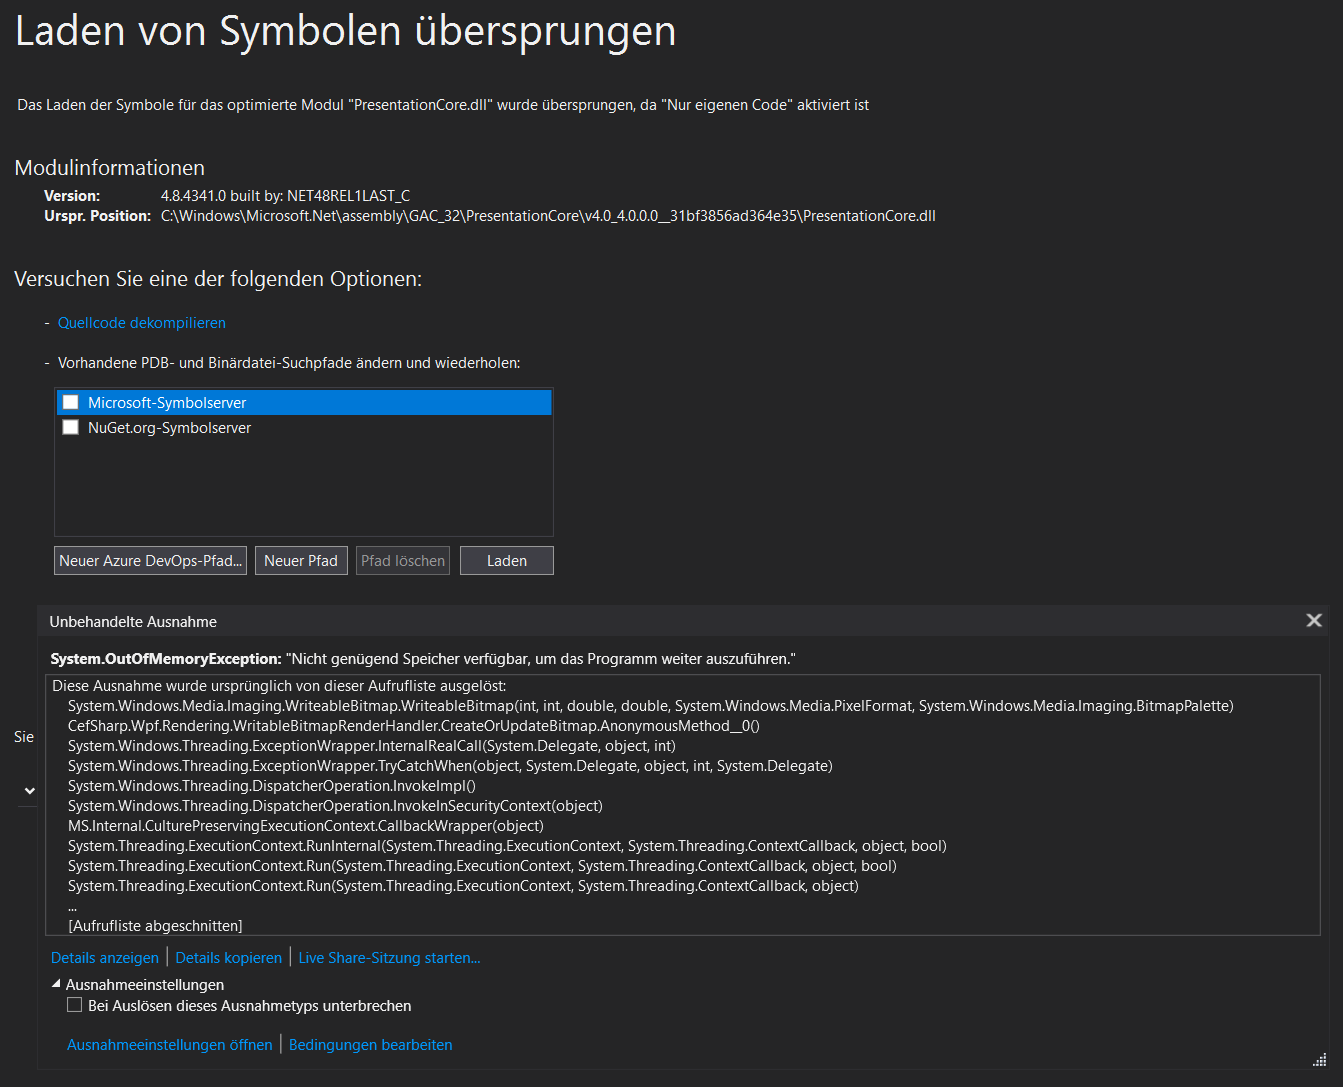 Laden von Symbolen übersprungen
Das Laden der Symbole für das optimierte Modul "PresentationCore.dll" wurde übersprungen, da "Nur eigenen Code" aktiviert ist
Modulinformationen
Version: 4.8.4341.0 built by: NET48REL1LAST_C
Urspr. Position: C:\Windows\Microsoft.Net\assembly\GAC_32\PresentationCore\v4.0_4.0.0.0__31bf3856ad364e35\PresentationCore.dll
Versuchen Sie eine der folgenden Optionen:
- Quellcode dekompilieren
- Vorhandene PDB- und Binärdatei-Suchpfade ändern und wiederholen:
Microsoft-Symbolserver
NuGet.org-Symbolserver
Neuer Azure DevOps-Pfad... Neuer Pfad Pfad löschen Laden
Unbehandelte Ausnahme
System.OutOfMemoryException: "Nicht genügend Speicher verfügbar, um das Programm weiter auszuführen."
Diese Ausnahme wurde ursprünglich von dieser Aufrufliste ausgelöst:
System.Windows.Media.Imaging.WriteableBitmap.WriteableBitmap(int, int, double, double, System.Windows.Media.PixelFormat, System.Windows.Media.Imaging.BitmapPalette)
CefSharp.Wpf.Rendering.WritableBitmapRenderHandler.CreateOrUpdateBitmap.AnonymousMethod__0()
Sie
System.Windows.Threading.ExceptionWrapper.InternalRealCall(System.Delegate, object, int)
System.Windows.Threading.ExceptionWrapper.TryCatchWhen(object, System.Delegate, object, int, System.Delegate)
System.Windows.Threading.DispatcherOperation.InvokeImpl()
System.Windows.Threading.DispatcherOperation.InvokeInSecurityContext(object)
MS.Internal.CulturePreservingExecutionContext.CallbackWrapper(object)
System.Threading.ExecutionContext.RunInternal(System.Threading.ExecutionContext, System.Threading.ContextCallback, object, bool)
System.Threading.ExecutionContext.Run(System.Threading.ExecutionContext, System.Threading.ContextCallback, object, bool)
System.Threading.ExecutionContext.Run(System.Threading.ExecutionContext, System.Threading.ContextCallback, object)
...
[Aufrufliste abgeschnitten]
Details anzeigen | Details kopieren | Live Share-Sitzung starten...
Ausnahmeeinstellungen
Bei Auslösen dieses Ausnahmetyps unterbrechen
Ausnahmeeinstellungen öffnen | Bedingungen bearbeiten